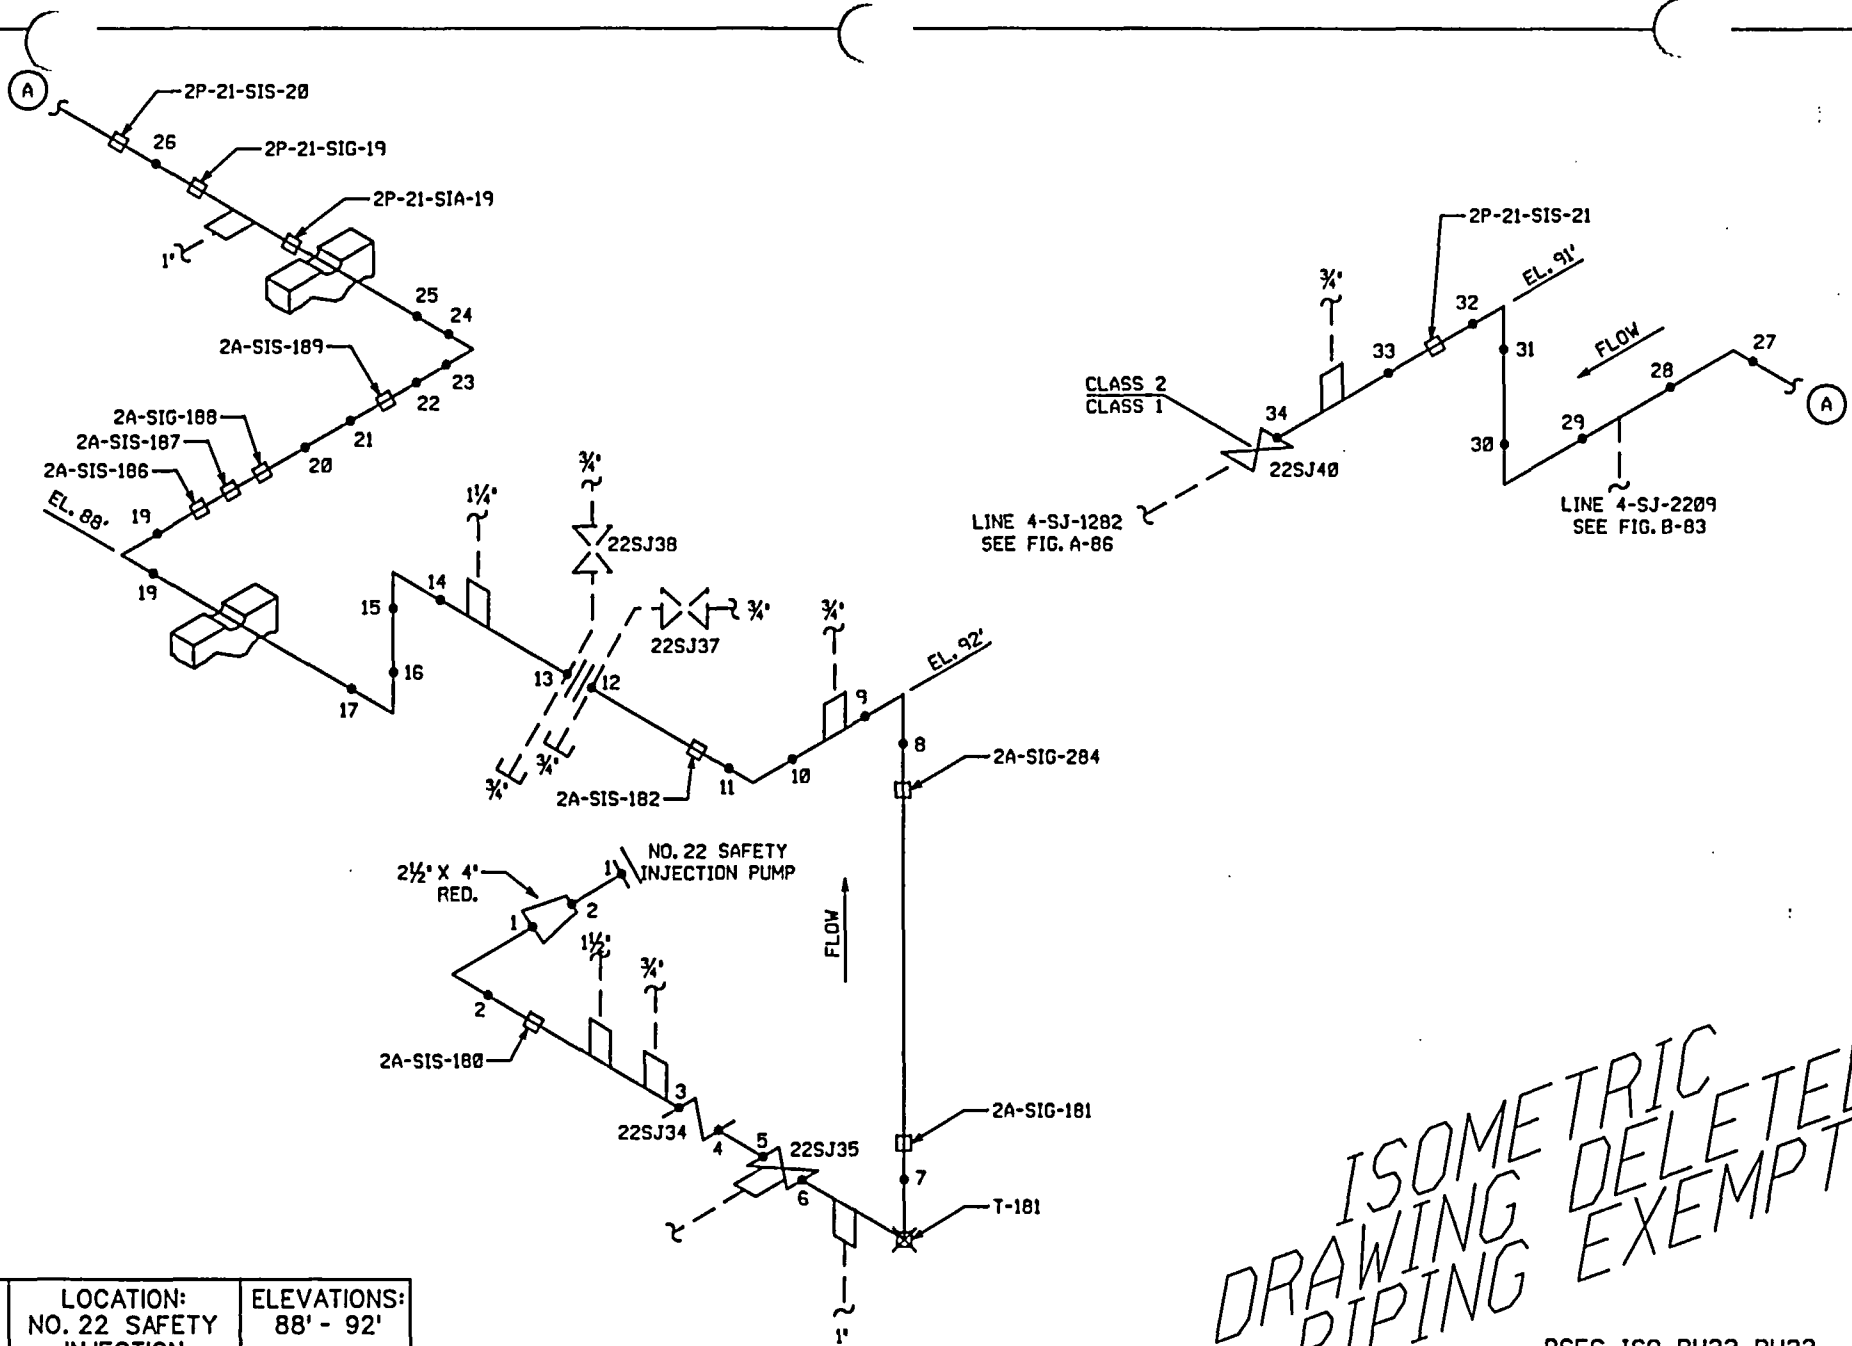 A
2P-21-SIS-20
26
2P-21-SIG-19
2P-21-SIA-19
1"
25
24
2A-SIS-189
23
22
2A-SIG-188
21
2A-SIS-187
20
2A-SIS-186
EL. 88'
19
19
1¼"
¾"
22SJ38
14
15
16
17
13
12
22SJ37
¾"
¾"
¾"
2A-SIS-182
11
10
¾"
9
EL. 92'
8
2A-SIG-284
NO. 22 SAFETY
INJECTION PUMP
1
2½" X 4"
RED.
2
1
FLOW
1½"
¾"
2
2A-SIS-180
3
22SJ34
4
5
22SJ35
6
2A-SIG-181
7
T-181
1"
2P-21-SIS-21
¾"
32
EL. 91'
33
31
FLOW
27
28
A
CLASS 2
CLASS 1
34
22SJ40
30
29
LINE 4-SJ-1282
SEE FIG. A-86
LINE 4-SJ-2209
SEE FIG. B-83
ISOMETRIC
DRAWING DELETED
PIPING EXEMPT
LOCATION:
NO. 22 SAFETY
INJECTION
ELEVATIONS:
88' - 92'